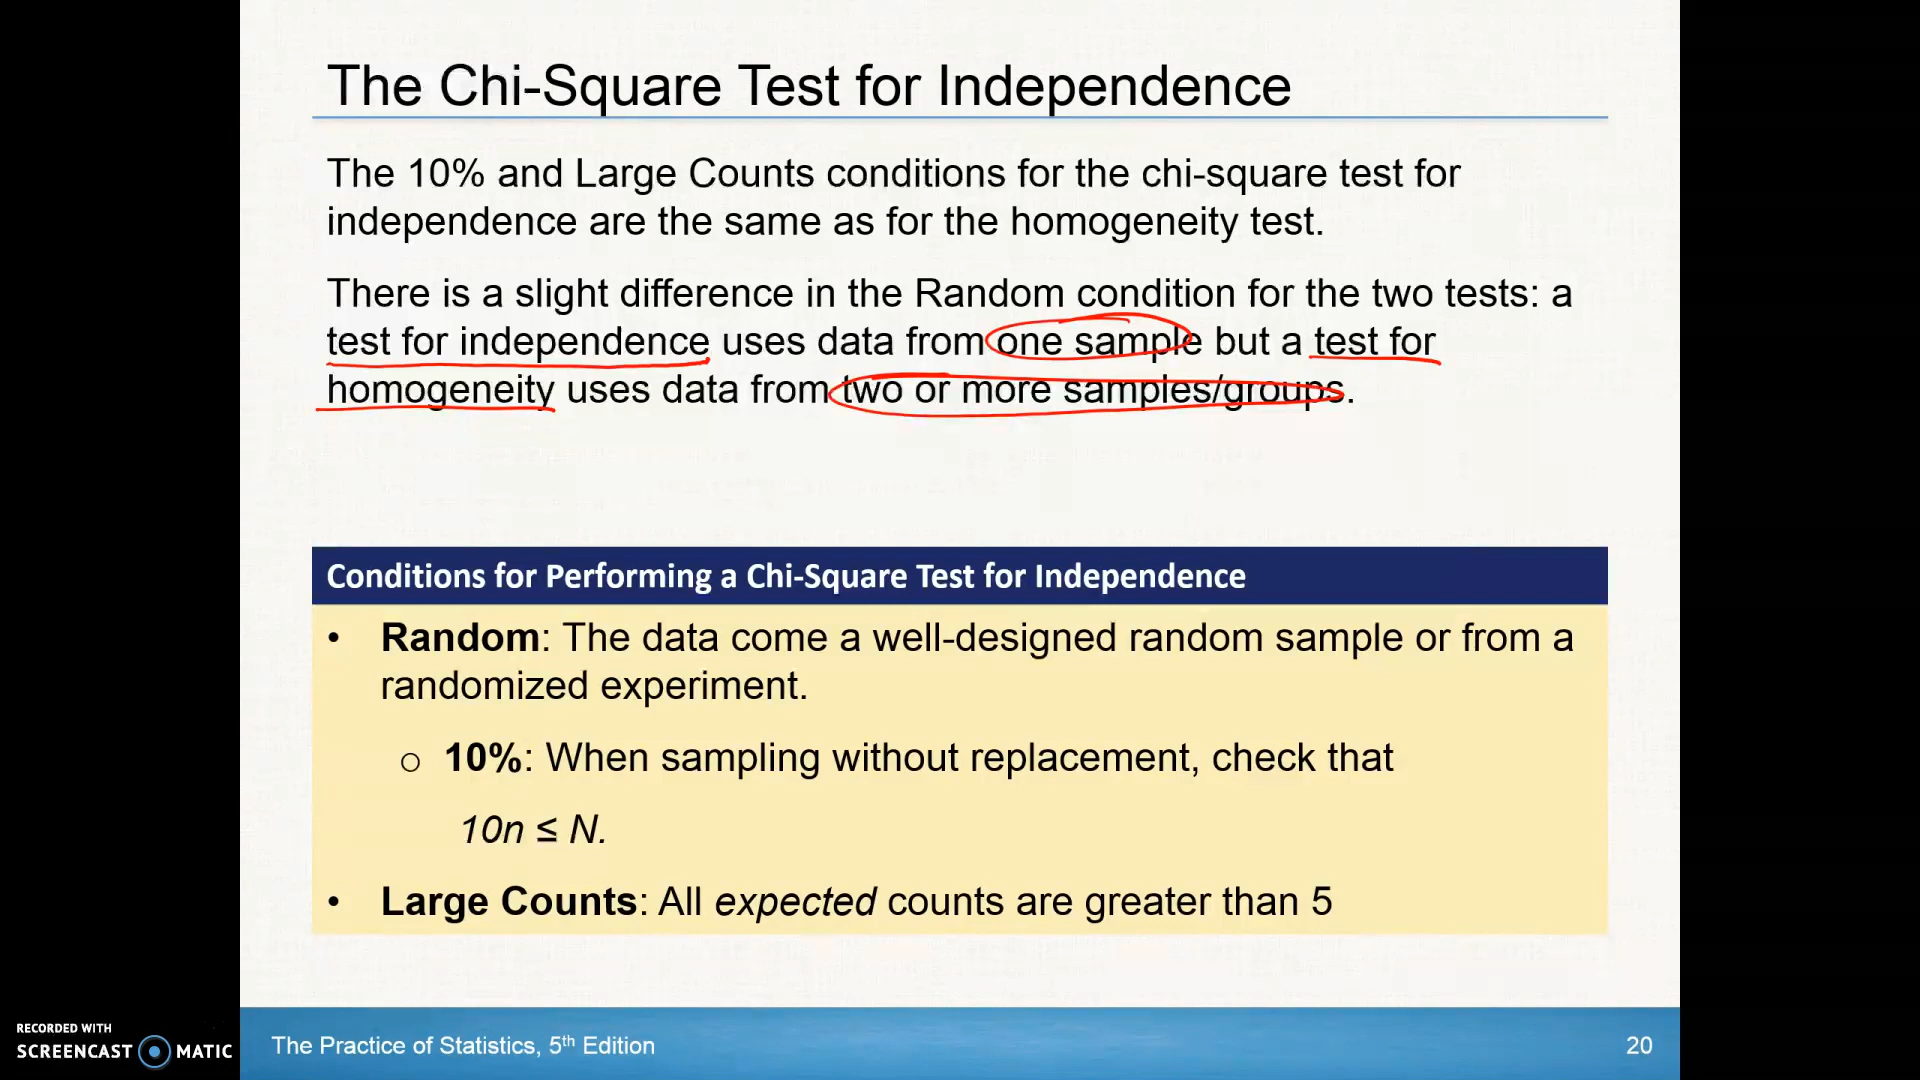 The Chi-Square Test for Independence
The 10% and Large Counts conditions for the chi-square test for
independence are the same as for the homogeneity test.
There is a slight difference in the Random condition for the two tests: a
test for independence uses data from one sample but a test for
homogeneity uses data from two or more samples/groups.
Conditions for Performing a Chi-Square Test for Independence
• Random: The data come a well-designed random sample or from a
randomized experiment.
o 10%: When sampling without replacement, check that
10n ≤ N.
• Large Counts: All expected counts are greater than 5
RECORDED WITH
SCREENCAST MATIC
The Practice of Statistics, 5th Edition
20